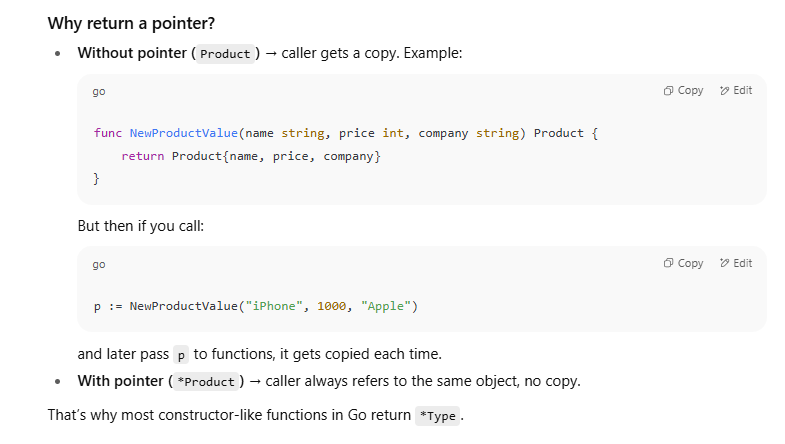 Why return a pointer?
• Without pointer ( Product ) → caller gets a copy. Example:
go
Copy Edit
func NewProductValue(name string, price int, company string) Product {
    return Product{name, price, company}
}
But then if you call:
go
Copy Edit
p := NewProductValue("iPhone", 1000, "Apple")
and later pass p to functions, it gets copied each time.
• With pointer ( *Product ) → caller always refers to the same object, no copy.
That's why most constructor-like functions in Go return *Type .